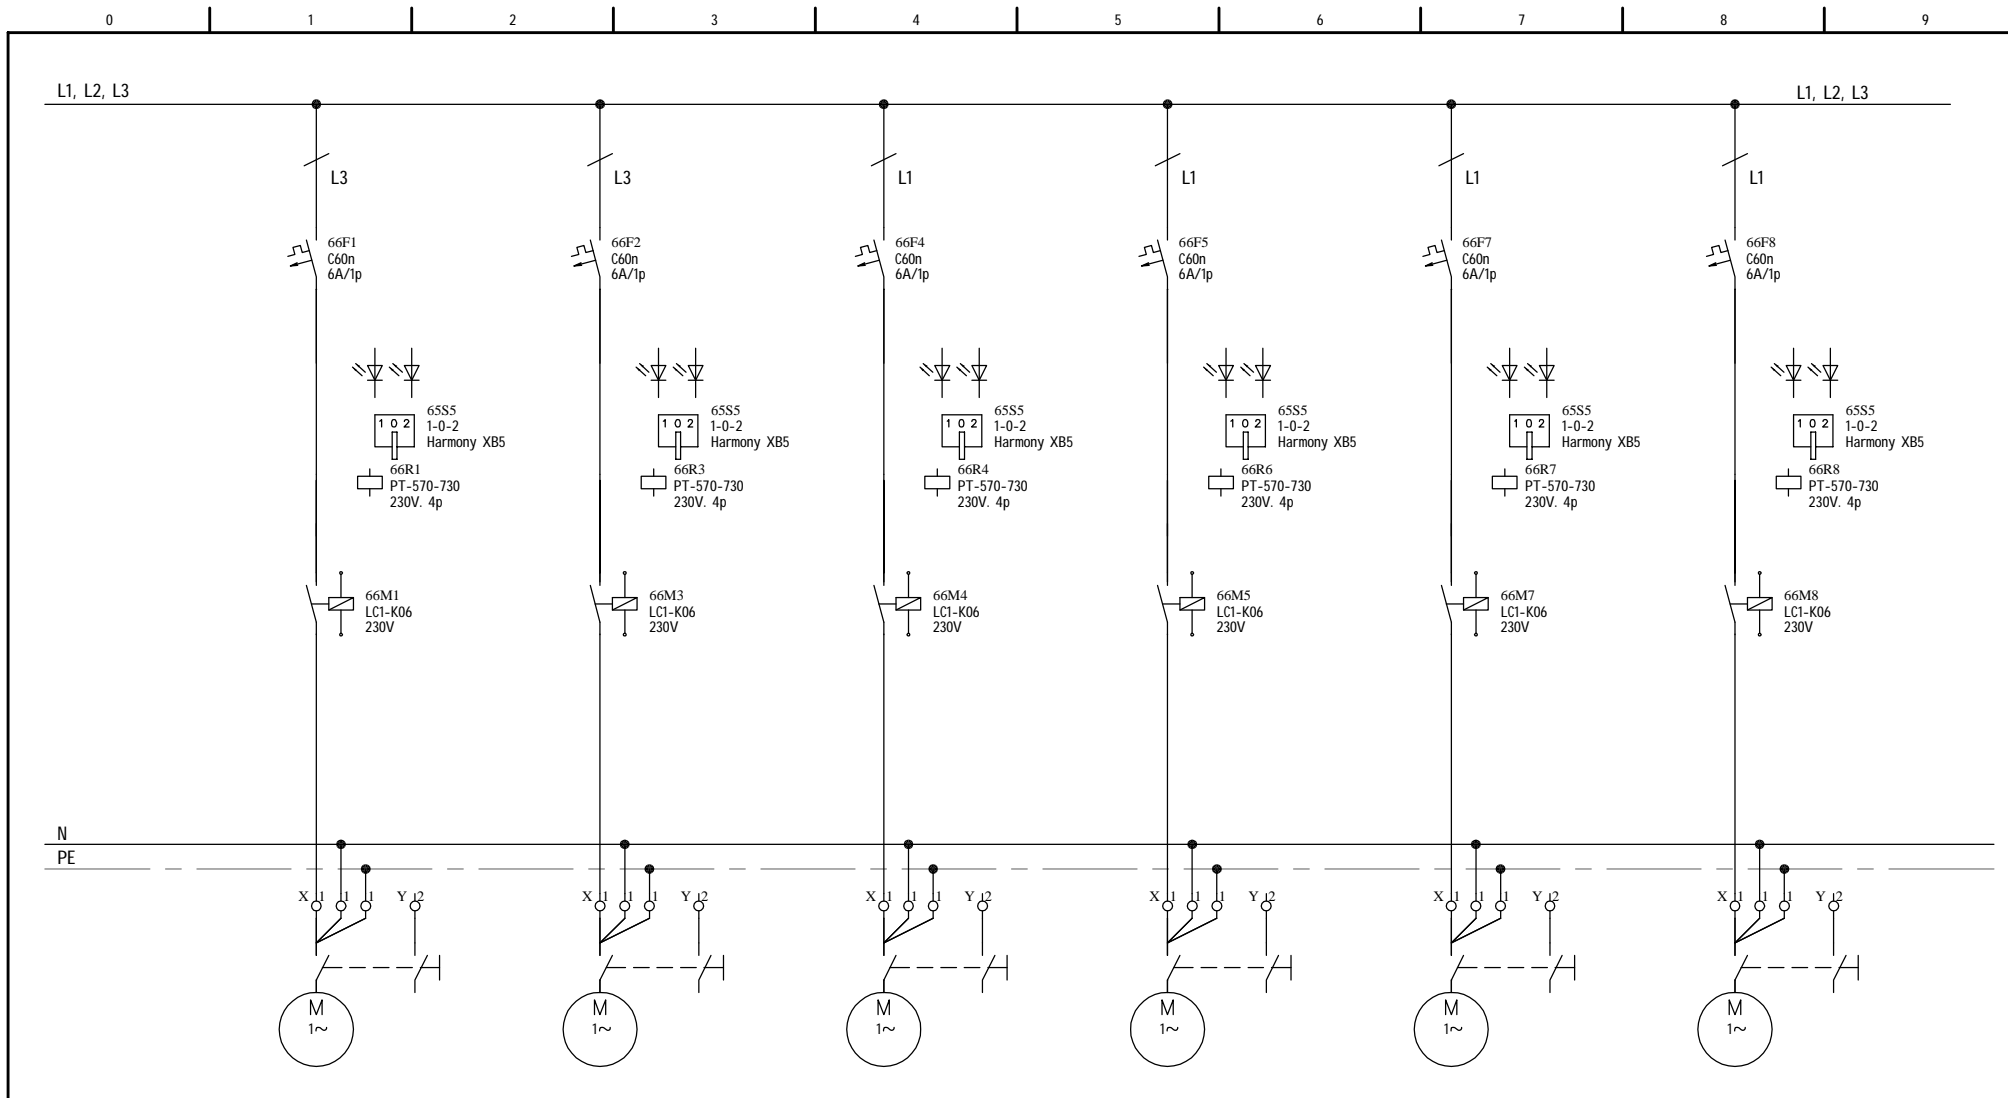 0 1 2 3 4 5 6 7 8 9
L1, L2, L3 L1, L2, L3
L3 L3 L1 L1 L1 L1
66F1 66F2 66F4 66F5 66F7 66F8
C60n C60n C60n C60n C60n C60n
6A/1p 6A/1p 6A/1p 6A/1p 6A/1p 6A/1p
65S5 65S5 65S5 65S5 65S5 65S5
1 0 2 1-0-2 1 0 2 1-0-2 1 0 2 1-0-2 1 0 2 1-0-2 1 0 2 1-0-2 1 0 2 1-0-2
Harmony XB5 Harmony XB5 Harmony XB5 Harmony XB5 Harmony XB5 Harmony XB5
66R1 66R3 66R4 66R6 66R7 66R8
PT-570-730 PT-570-730 PT-570-730 PT-570-730 PT-570-730 PT-570-730
230V. 4p 230V. 4p 230V. 4p 230V. 4p 230V. 4p 230V. 4p
66M1 66M3 66M4 66M5 66M7 66M8
LC1-K06 LC1-K06 LC1-K06 LC1-K06 LC1-K06 LC1-K06
230V 230V 230V 230V 230V 230V
N
PE
X 1 1 1 Y 2 X 1 1 1 Y 2 X 1 1 1 Y 2 X 1 1 1 Y 2 X 1 1 1 Y 2 X 1 1 1 Y 2
M M M M M M
1~ 1~ 1~ 1~ 1~ 1~